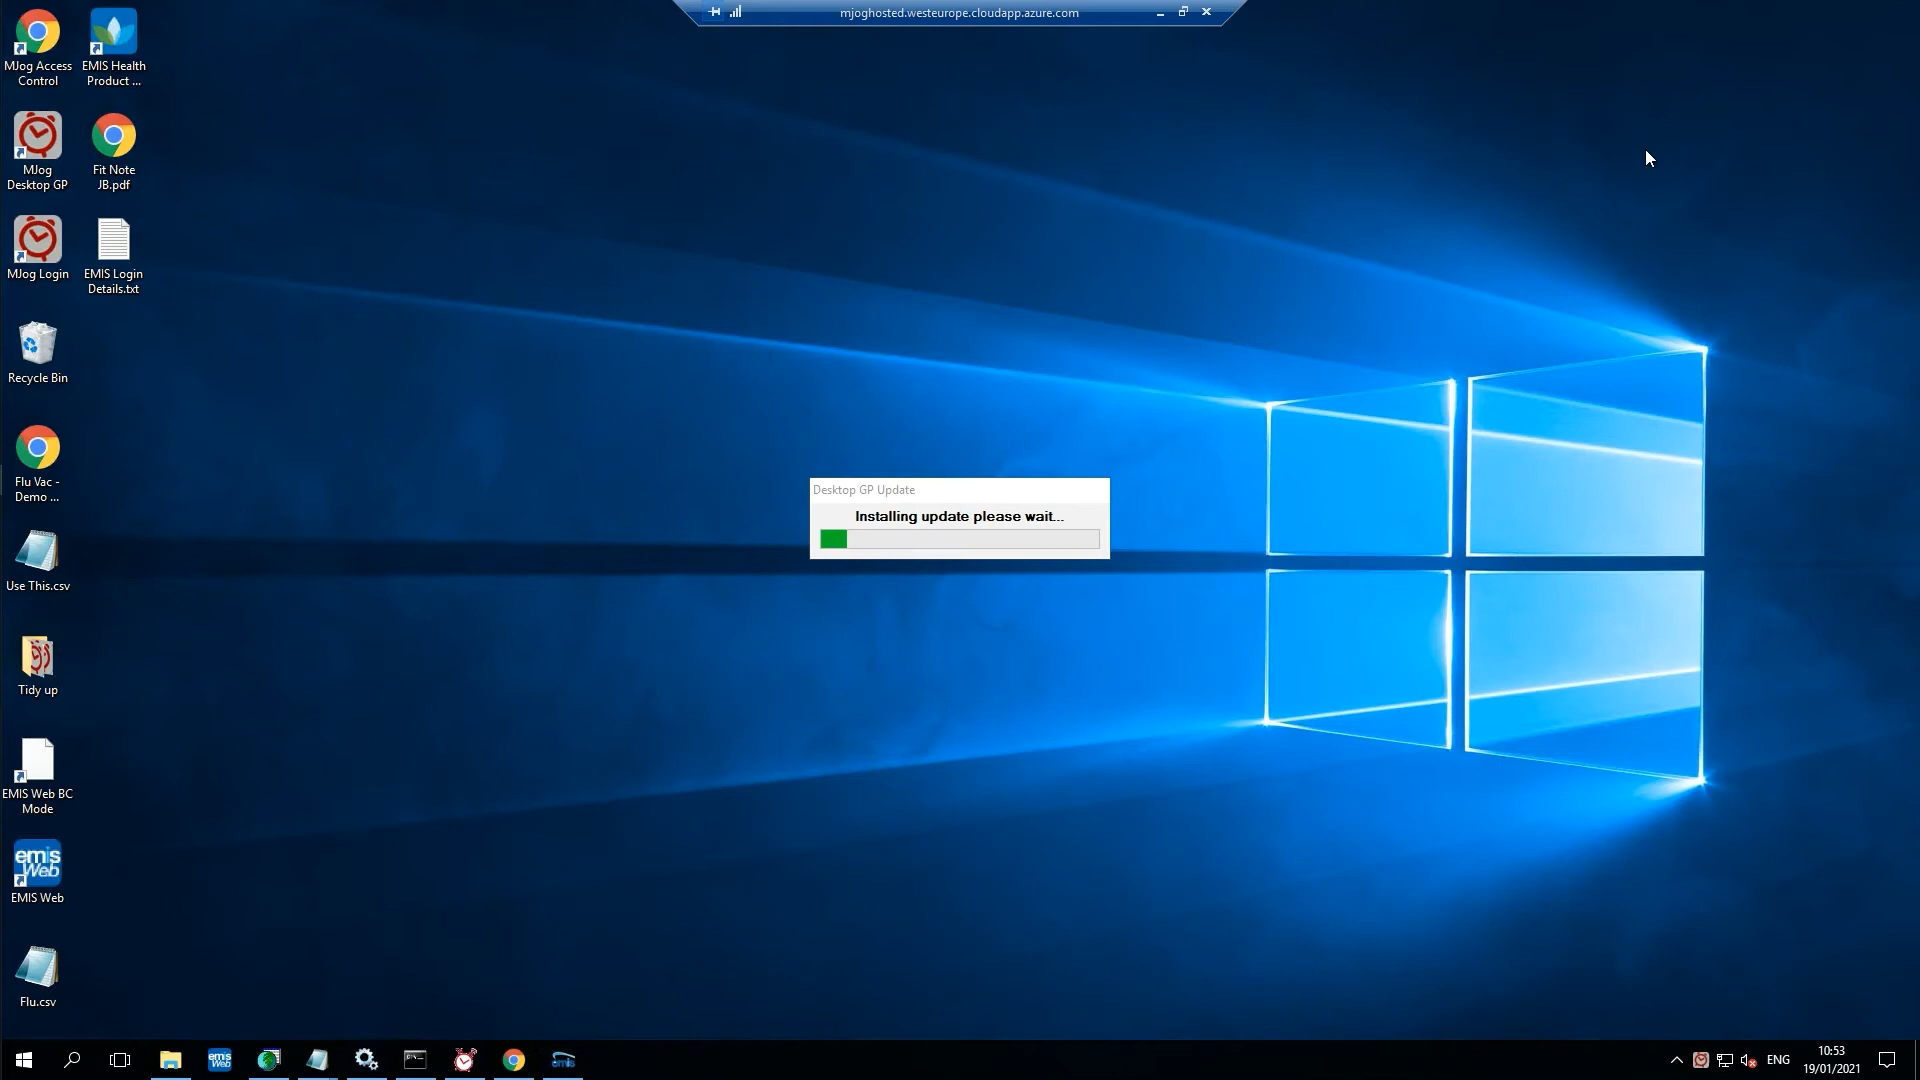 mjoghosted.westeurope.cloudapp.azure.com
MJog Access
Control
EMIS Health
Product ...
MJog
Desktop GP
Fit Note
JB.pdf
MJog Login
EMIS Login
Details.txt
Recycle Bin
Flu Vac -
Demo ...
Use This.csv
Tidy up
EMIS Web BC
Mode
emis
Web
EMIS Web
Flu.csv
Desktop GP Update
Installing update please wait...
emis
Web
emis
ENG
10:53
19/01/2021